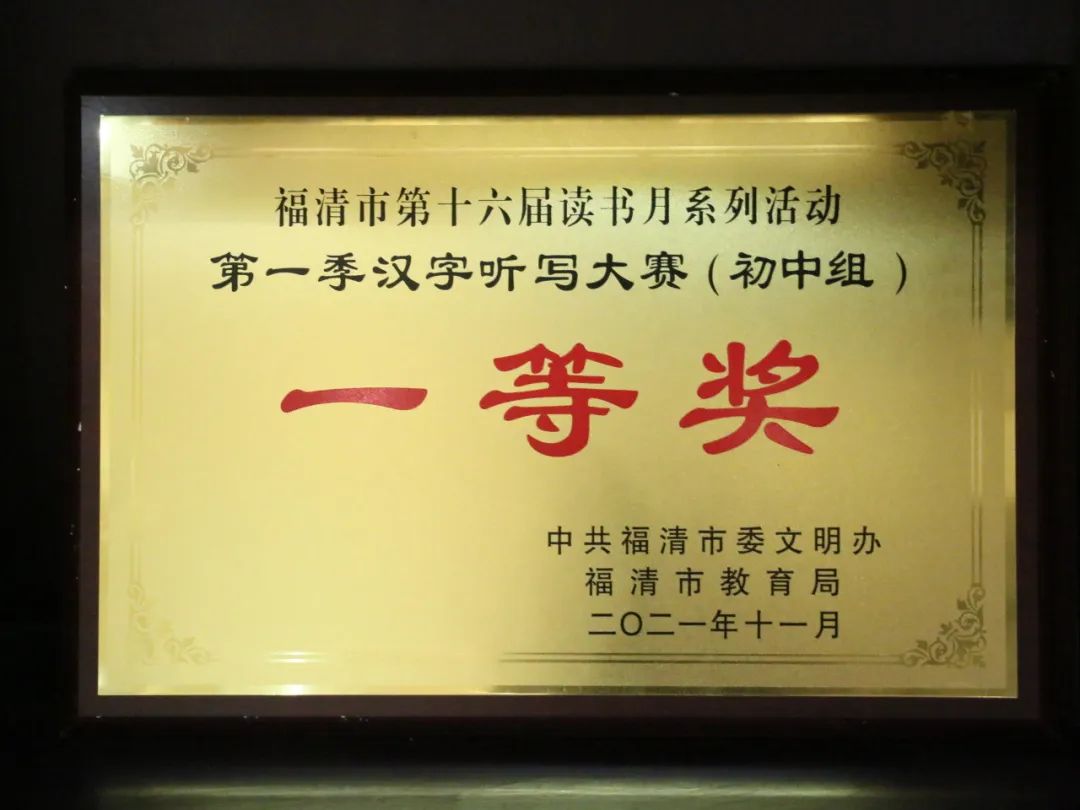 福清市第十六届读书月系列活动
第一季汉字听写大赛(初中组)
一等奖
中共福清市委文明办
福清市教育局
二〇二一年十一月